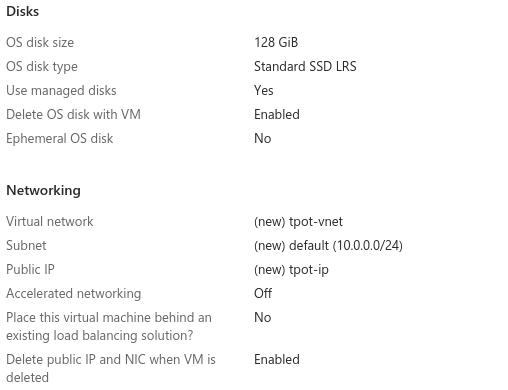 Disks
OS disk size 128 GiB
OS disk type Standard SSD LRS
Use managed disks Yes
Delete OS disk with VM Enabled
Ephemeral OS disk No
Networking
Virtual network (new) tpot-vnet
Subnet (new) default (10.0.0.0/24)
Public IP (new) tpot-ip
Accelerated networking Off
Place this virtual machine behind an No
existing load balancing solution?
Delete public IP and NIC when VM is Enabled
deleted